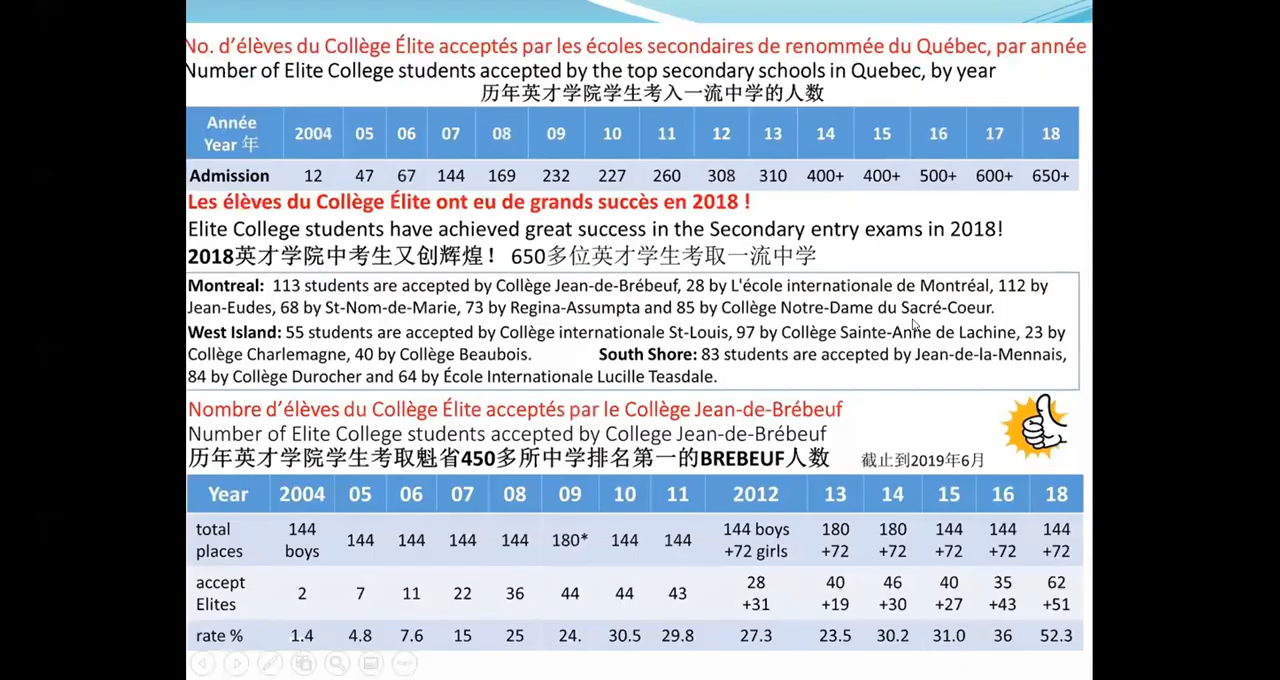 No. d'élèves du Collège Élite acceptés par les écoles secondaires de renommée du Québec, par année
Number of Elite College students accepted by the top secondary schools in Quebec, by year
历年英才学院学生考入一流中学的人数
Année Year 年 2004 05 06 07 08 09 10 11 12 13 14 15 16 17 18
Admission 12 47 67 144 169 232 227 260 308 310 400+ 400+ 500+ 600+ 650+
Les élèves du Collège Élite ont eu de grands succès en 2018 !
Elite College students have achieved great success in the Secondary entry exams in 2018!
2018英才学院中考生又创辉煌！ 650多位英才学生考取一流中学
Montreal: 113 students are accepted by Collège Jean-de-Brébeuf, 28 by L'école internationale de Montréal, 112 by
Jean-Eudes, 68 by St-Nom-de-Marie, 73 by Regina-Assumpta and 85 by Collège Notre-Dame du Sacré-Coeur.
West Island: 55 students are accepted by Collège internationale St-Louis, 97 by Collège Sainte-Anne de Lachine, 23 by
Collège Charlemagne, 40 by Collège Beaubois. South Shore: 83 students are accepted by Jean-de-la-Mennais,
84 by Collège Durocher and 64 by École Internationale Lucille Teasdale.
Nombre d'élèves du Collège Élite acceptés par le Collège Jean-de-Brébeuf
Number of Elite College students accepted by College Jean-de-Brébeuf
历年英才学院学生考取魁省450多所中学排名第一的BREBEUF人数 截止到2019年6月
Year 2004 05 06 07 08 09 10 11 2012 13 14 15 16 18
total places 144 boys 144 144 144 144 180* 144 144 144 boys +72 girls 180 +72 180 +72 144 +72 144 +72 144 +72
accept Elites 2 7 11 22 36 44 44 43 28 +31 40 +19 46 +30 40 +27 35 +43 62 +51
rate % 1.4 4.8 7.6 15 25 24. 30.5 29.8 27.3 23.5 30.2 31.0 36 52.3